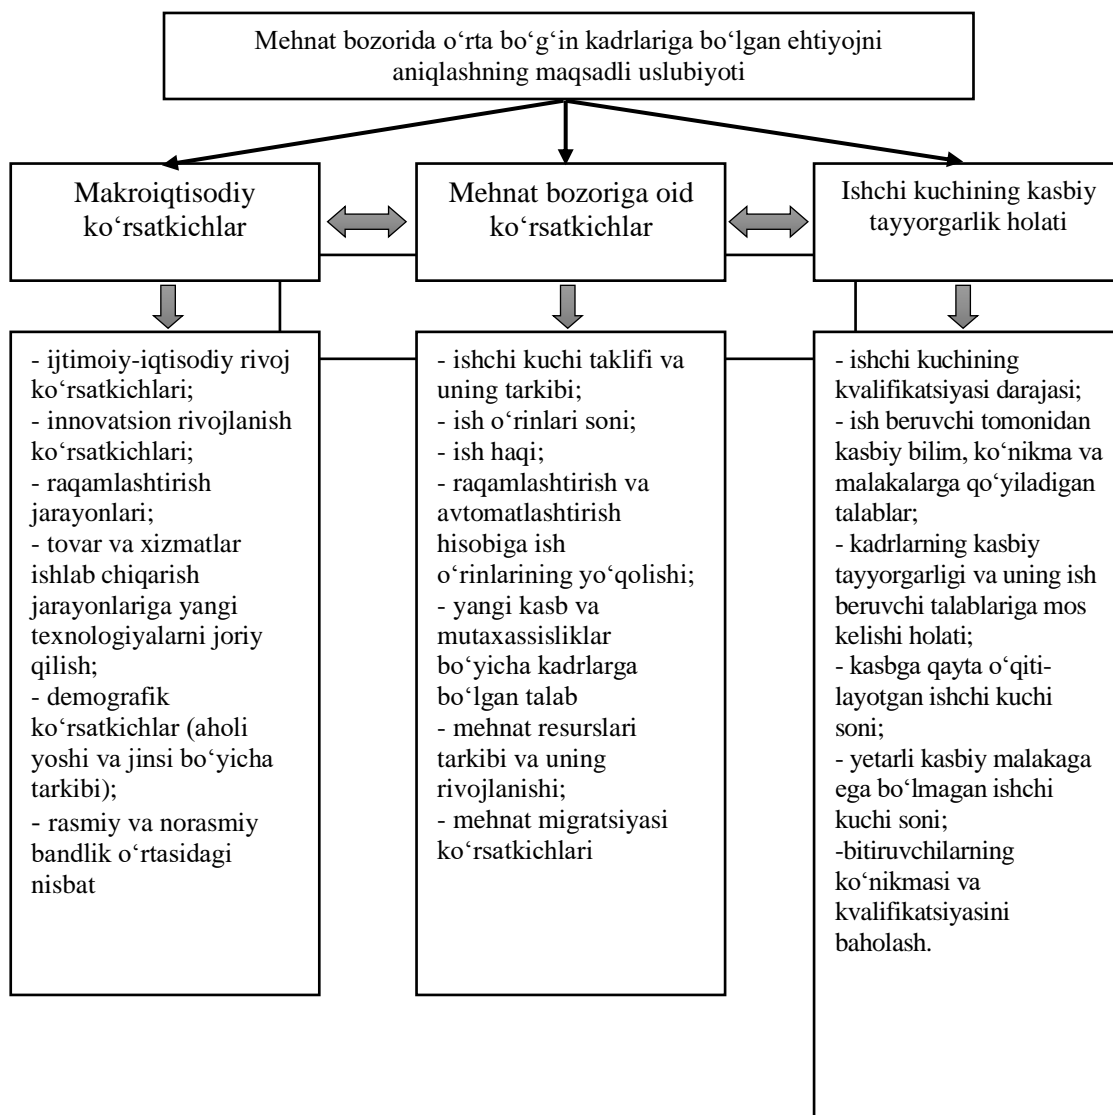 Mehnat bozorida o‘rta bo‘g‘in kadrlariga bo‘lgan ehtiyojni
aniqlashning maqsadli uslubiyoti
Makroiqtisodiy
ko‘rsatkichlar
Mehnat bozoriga oid
ko‘rsatkichlar
Ishchi kuchining kasbiy
tayyorgarlik holati
- ijtimoiy-iqtisodiy rivoj
ko‘rsatkichlari;
- innovatsion rivojlanish
ko‘rsatkichlari;
- raqamlashtirish
jarayonlari;
- tovar va xizmatlar
ishlab chiqarish
jarayonlariga yangi
texnologiyalarni joriy
qilish;
- demografik
ko‘rsatkichlar (aholi
yoshi va jinsi bo‘yicha
tarkibi);
- rasmiy va norasmiy
bandlik o‘rtasidagi
nisbat
- ishchi kuchi taklifi va
uning tarkibi;
- ish o‘rinlari soni;
- ish haqi;
- raqamlashtirish va
avtomatlashtirish
hisobiga ish
o‘rinlarining yo‘qolishi;
- yangi kasb va
mutaxassisliklar
bo‘yicha kadrlarga
bo‘lgan talab
- mehnat resurslari
tarkibi va uning
rivojlanishi;
- mehnat migratsiyasi
ko‘rsatkichlari
- ishchi kuchining
kvalifikatsiyasi darajasi;
- ish beruvchi tomonidan
kasbiy bilim, ko‘nikma va
malakalarga qo‘yiladigan
talablar;
- kadrlarning kasbiy
tayyorgarligi va uning ish
beruvchi talablariga mos
kelishi holati;
- kasbga qayta o‘qiti-
layotgan ishchi kuchi
soni;
- yetarli kasbiy malakaga
ega bo‘lmagan ishchi
kuchi soni;
-bitiruvchilarning
ko‘nikmasi va
kvalifikatsiyasini
baholash.